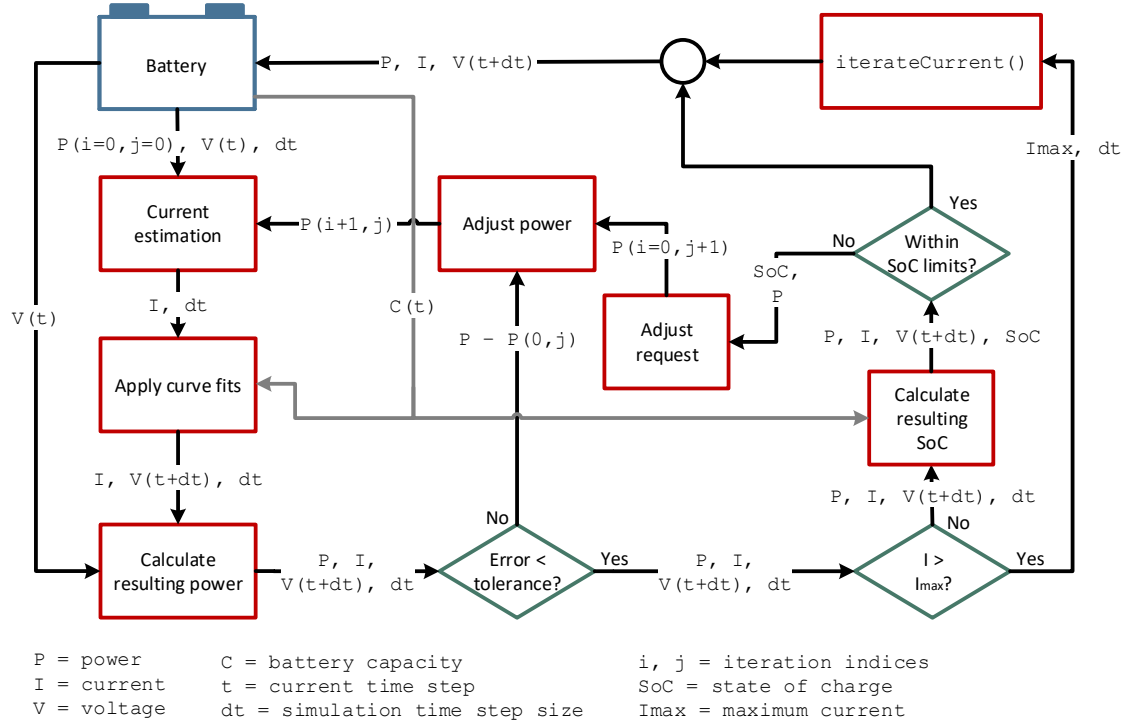 Battery
P, I, V(t+dt)
iterateCurrent()
P(i=0,j=0), V(t), dt
Imax, dt
Current
estimation
P(i+1,j)
Adjust power
P(i=0,j+1)
Yes
No
Within
SoC limits?
SoC,
P
I, dt
V(t)
C(t)
P – P(0,j)
Adjust
request
P, I, V(t+dt), SoC
Apply curve fits
Calculate
resulting
SoC
I, V(t+dt), dt
P, I, V(t+dt), dt
No
No
Calculate
resulting power
P, I,
V(t+dt), dt
Error <
tolerance?
Yes
P, I,
V(t+dt), dt
I >
Imax?
Yes
P = power
I = current
V = voltage
C = battery capacity
t = current time step
dt = simulation time step size
i, j = iteration indices
SoC = state of charge
Imax = maximum current